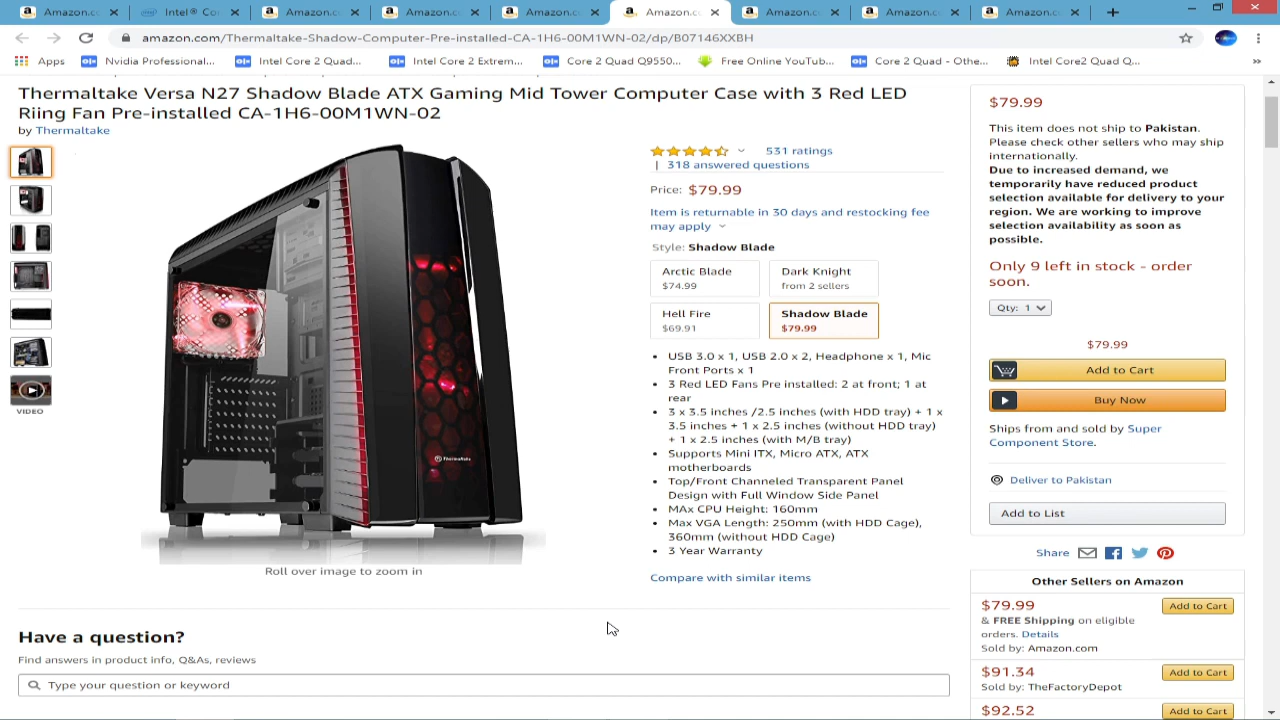 Amazon.c
Intel® Co
Amazon.c
Amazon.c
Amazon.c
Amazon.c
Amazon.c
Amazon.c
Amazon.c
amazon.com/Thermaltake-Shadow-Computer-Pre-installed-CA-1H6-00M1WN-02/dp/B07146XXBH
Apps
Nvidia Professional...
Intel Core 2 Quad...
Intel Core 2 Extrem...
Core 2 Quad Q9550...
Free Online YouTub...
Core 2 Quad - Othe...
Intel Core2 Quad Q...
Thermaltake Versa N27 Shadow Blade ATX Gaming Mid Tower Computer Case with 3 Red LED
Riing Fan Pre-installed CA-1H6-00M1WN-02
by Thermaltake
VIDEO
Thermaltake
Roll over image to zoom in
531 ratings
| 318 answered questions
Price: $79.99
Item is returnable in 30 days and restocking fee
may apply
Style: Shadow Blade
Arctic Blade
$74.99
Dark Knight
from 2 sellers
Hell Fire
$69.91
Shadow Blade
$79.99
• USB 3.0 x 1, USB 2.0 x 2, Headphone x 1, Mic
Front Ports x 1
• 3 Red LED Fans Pre installed: 2 at front; 1 at
rear
• 3 x 3.5 inches /2.5 inches (with HDD tray) + 1 x
3.5 inches + 1 x 2.5 inches (without HDD tray)
+ 1 x 2.5 inches (with M/B tray)
• Supports Mini ITX, Micro ATX, ATX
motherboards
• Top/Front Channeled Transparent Panel
Design with Full Window Side Panel
• MAx CPU Height: 160mm
• Max VGA Length: 250mm (with HDD Cage),
360mm (without HDD Cage)
• 3 Year Warranty
Compare with similar items
$79.99
This item does not ship to Pakistan.
Please check other sellers who may ship
internationally.
Due to increased demand, we
temporarily have reduced product
selection available for delivery to your
region. We are working to improve
selection availability as soon as
possible.
Only 9 left in stock - order
soon.
Qty: 1
$79.99
Add to Cart
Buy Now
Ships from and sold by Super
Component Store.
Deliver to Pakistan
Add to List
Share
Other Sellers on Amazon
$79.99
Add to Cart
& FREE Shipping on eligible
orders. Details
Sold by: Amazon.com
$91.34
Add to Cart
Sold by: TheFactoryDepot
$92.52
Add to Cart
Have a question?
Find answers in product info, Q&As, reviews
Type your question or keyword